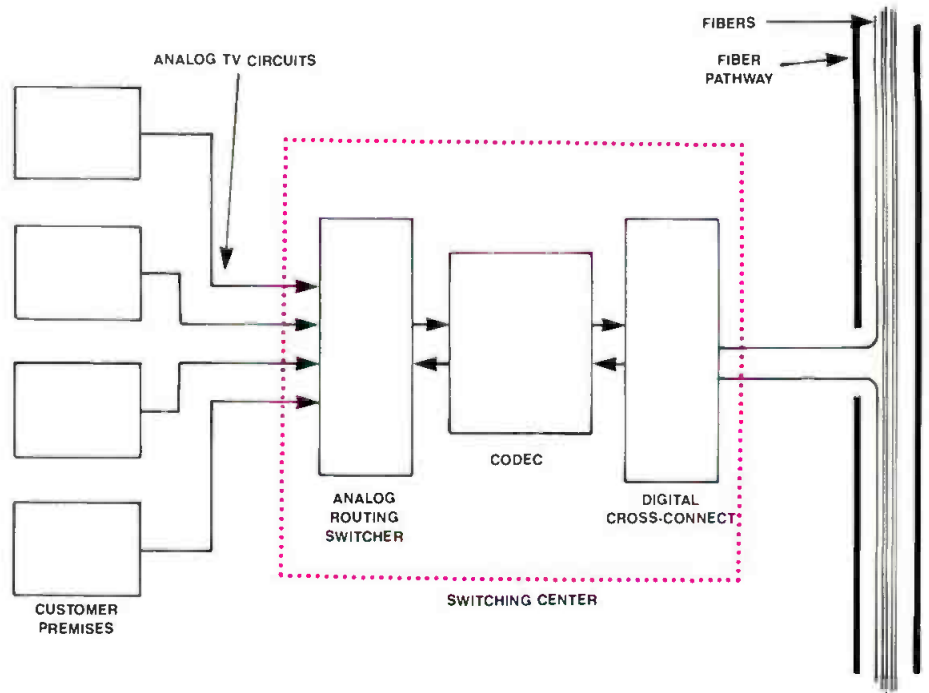 FIBERS
ANALOG TV CIRCUITS
FIBER
PATHWAY
CODEC
ANALOG
ROUTING
SWITCHER
DIGITAL
CROSS-CONNECT
SWITCHING CENTER
CUSTOMER
PREMISES